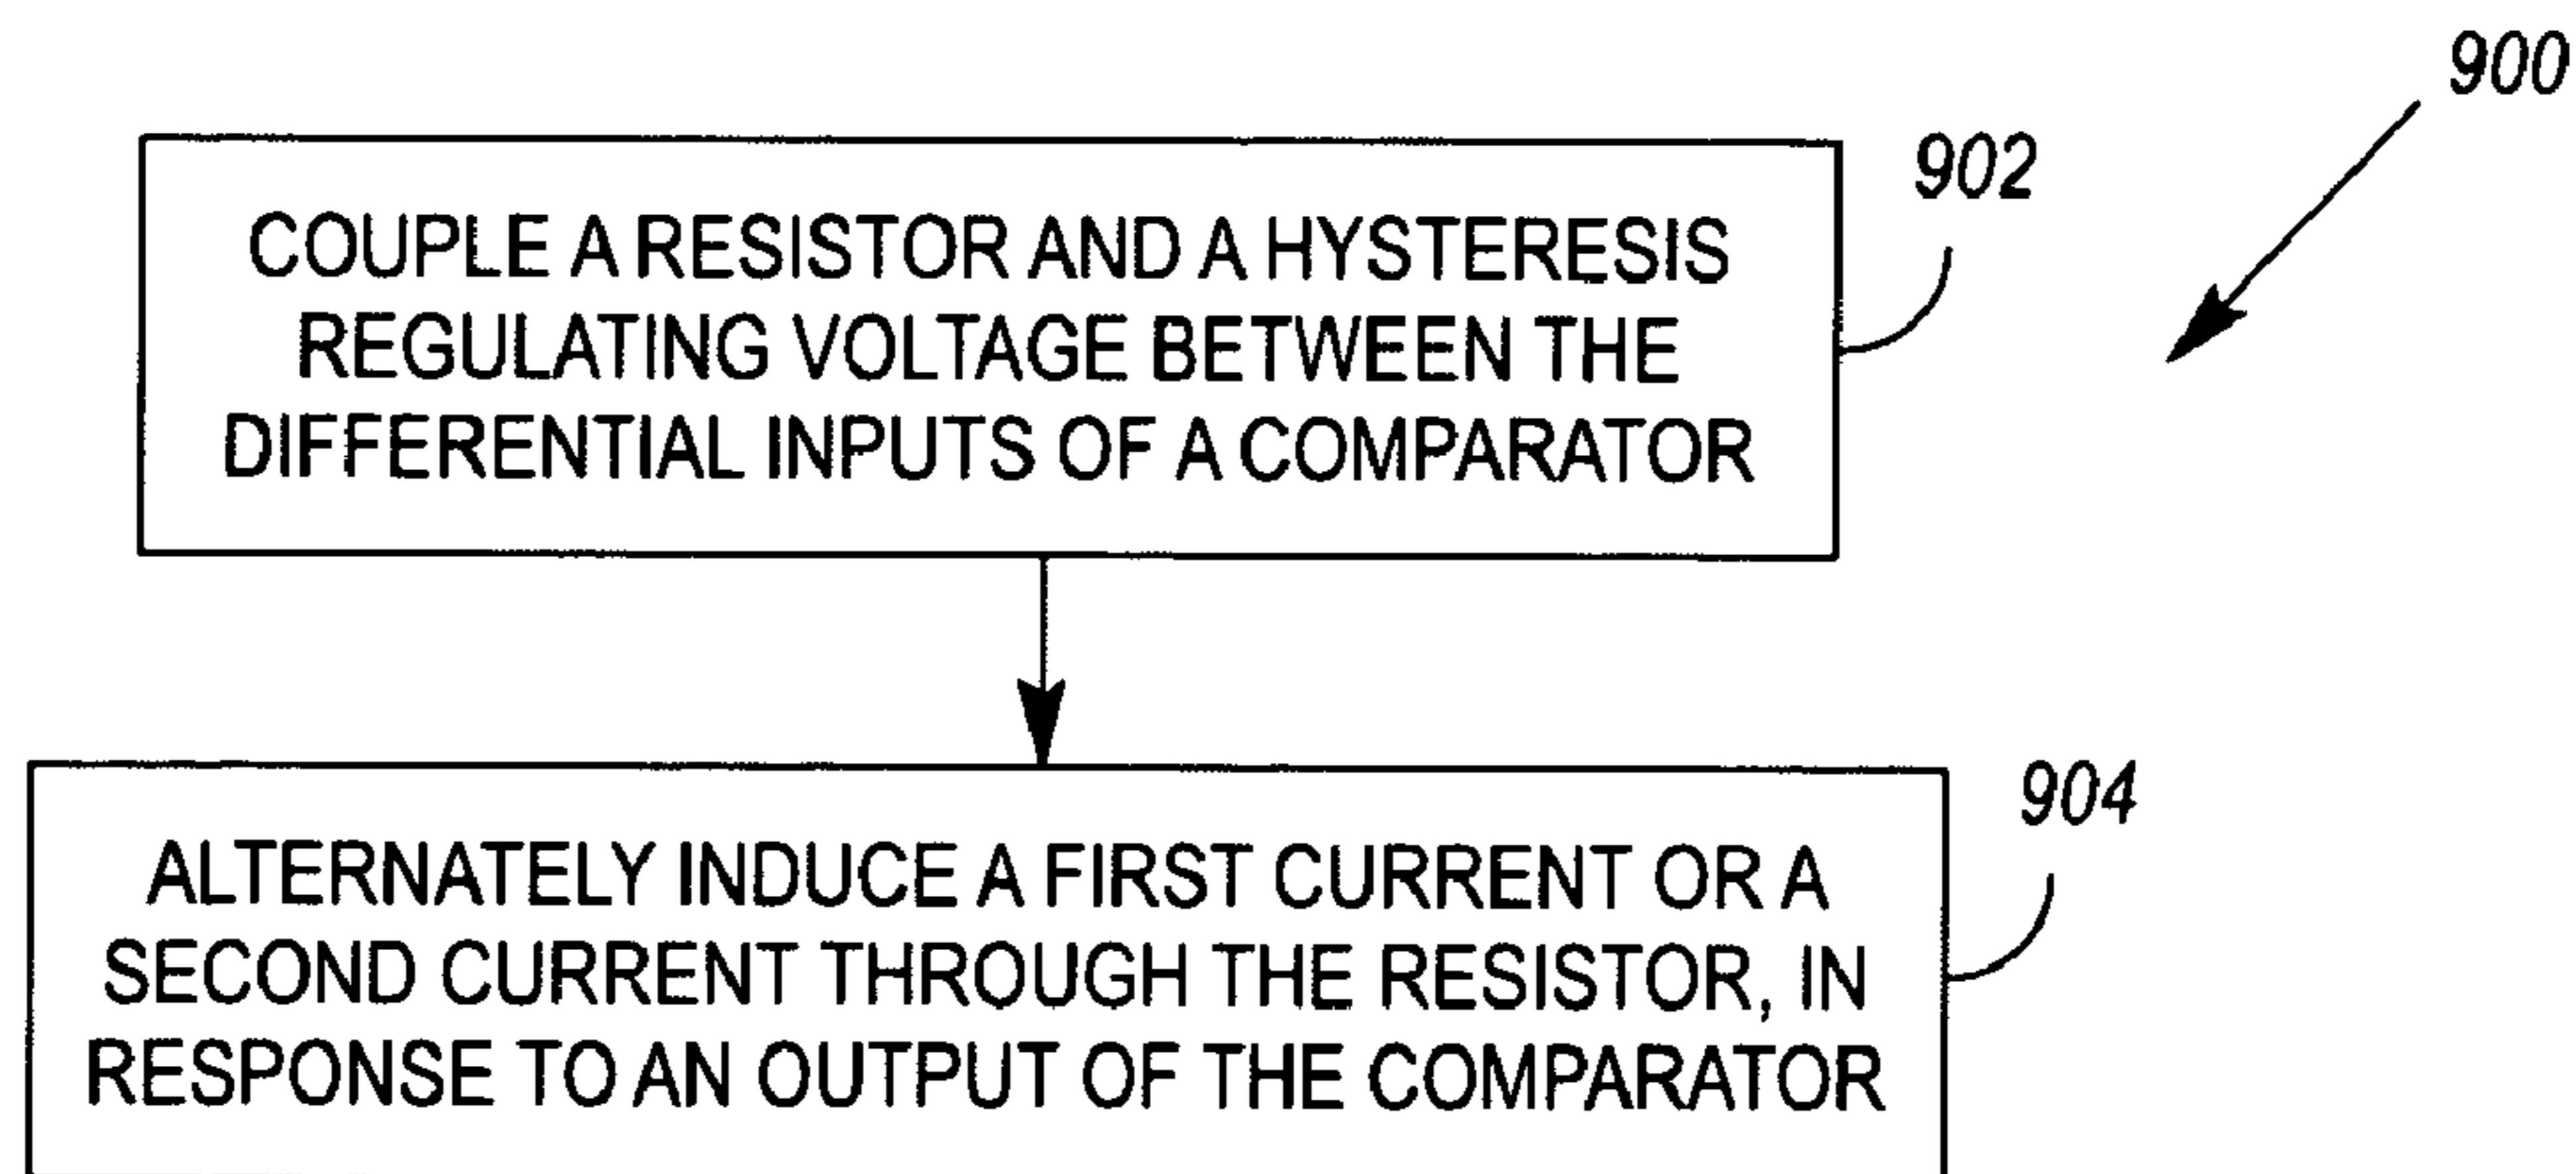 900
902
COUPLE A RESISTOR AND A HYSTERESIS
REGULATING VOLTAGE BETWEEN THE
DIFFERENTIAL INPUTS OF A COMPARATOR
904
ALTERNATELY INDUCE A FIRST CURRENT OR A
SECOND CURRENT THROUGH THE RESISTOR, IN
RESPONSE TO AN OUTPUT OF THE COMPARATOR